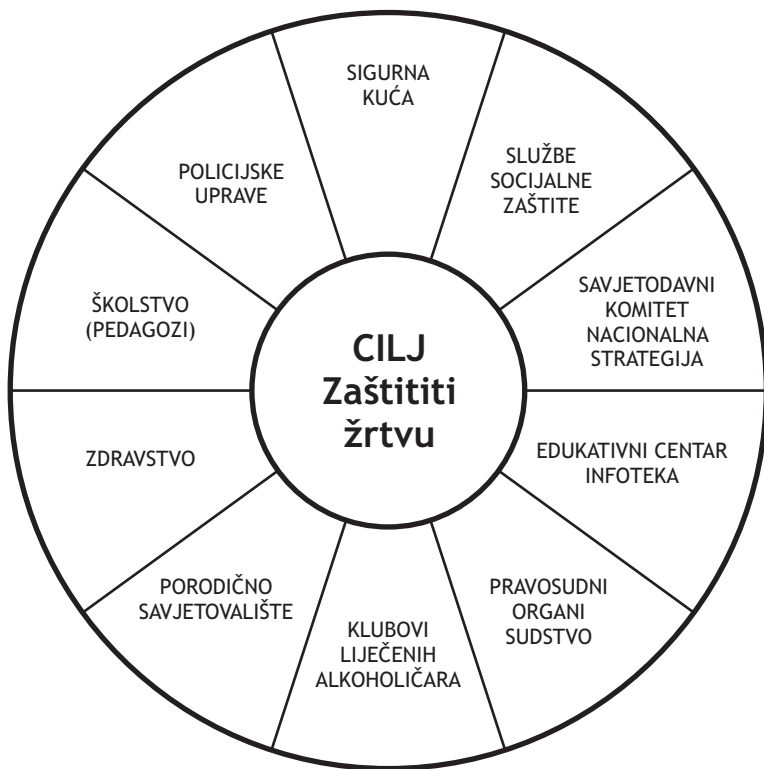 SIGURNA
KUĆA
SLUŽBE
SOCIJALNE
ZAŠTITE
SAVJETODAVNI
KOMITET
NACIONALNA
STRATEGIJA
EDUKATIVNI CENTAR
INFOTEKA
PRAVOSUDNI
ORGANI
SUDSTVO
KLUBOVI
LIJEČENIH
ALKOHOLIČARA
PORODIČNO
SAVJETOVALIŠTE
ZDRAVSTVO
ŠKOLSTVO
(PEDAGOZI)
POLICIJSKE
UPRAVE
CILJ
Zaštititi
žrtvu